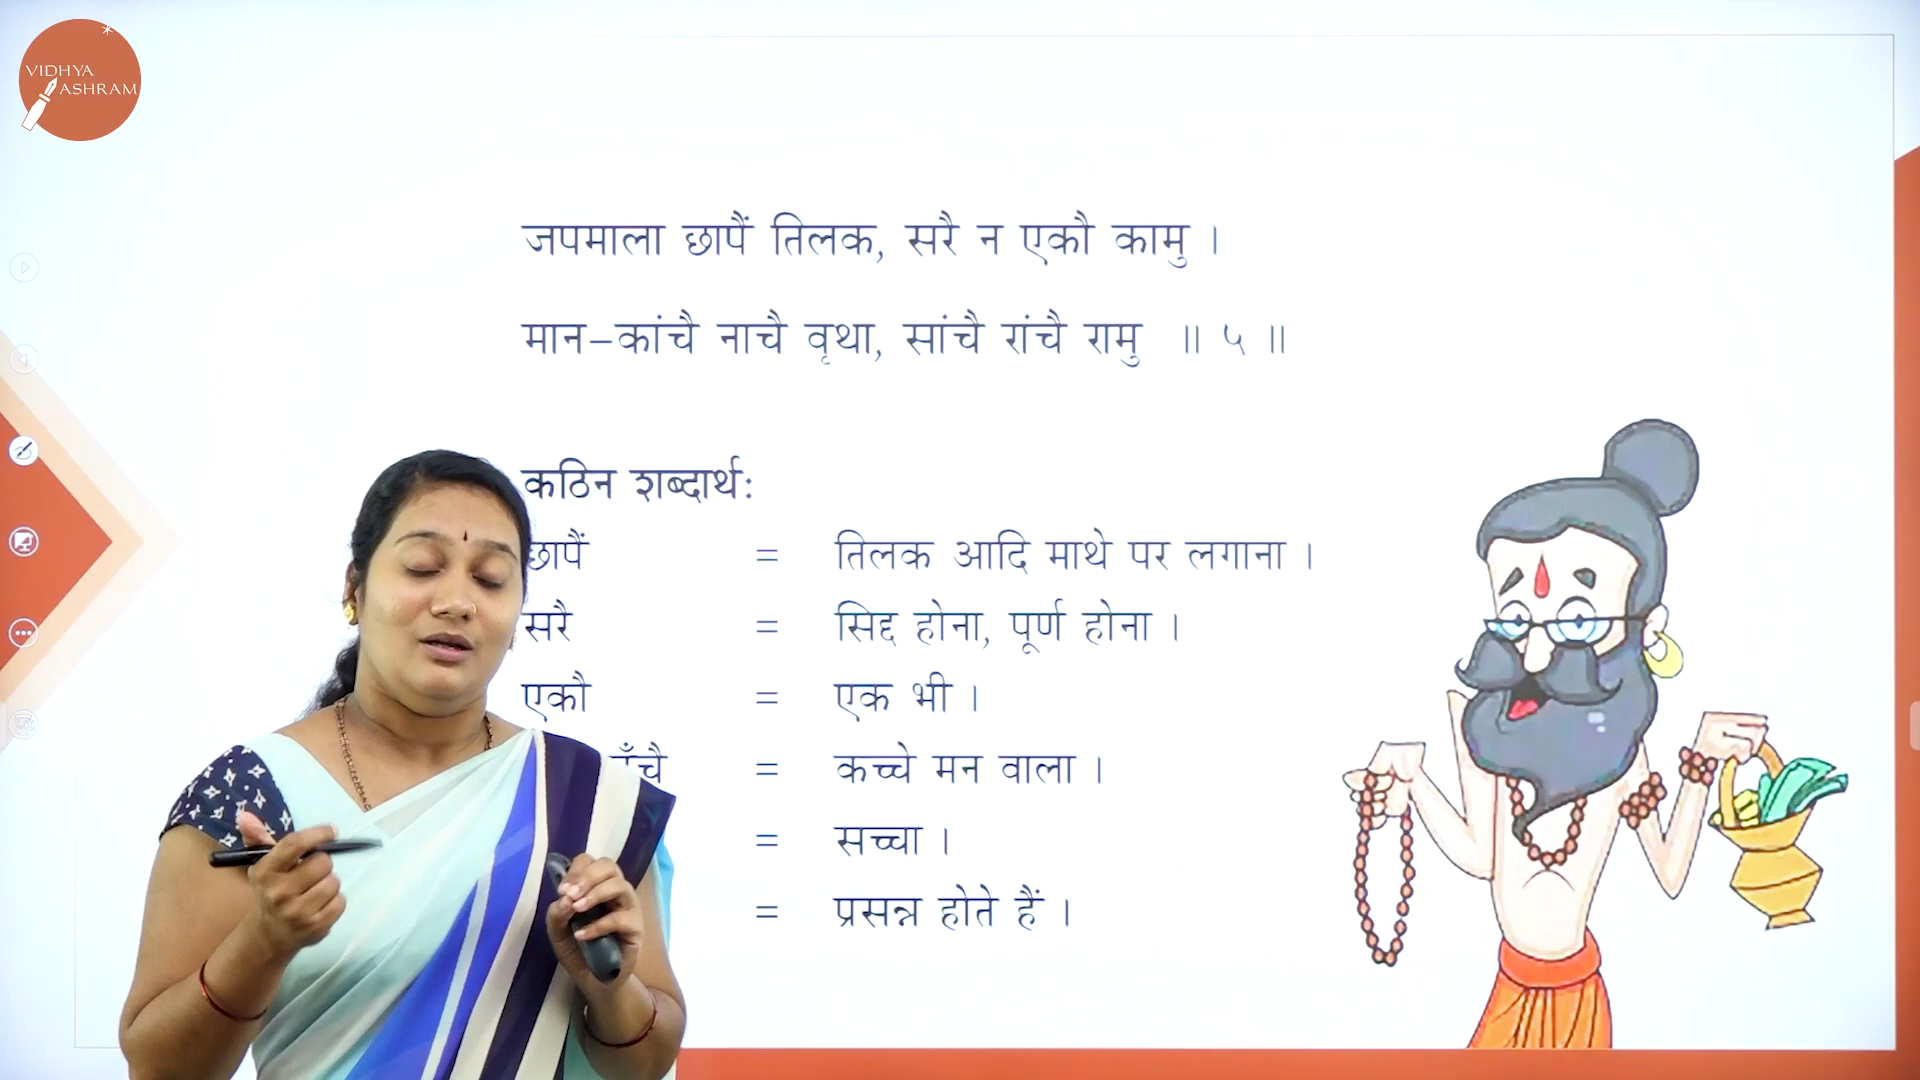 VIDHYA
ASHRAM
जपमाला छापैं तिलक, सरै न एकौ कामु ।
मान-कांचै नाचै वृथा, सांचै रांचै रामु ॥ ५ ॥
कठिन शब्दार्थ:
छापैं = तिलक आदि माथे पर लगाना ।
सरै = सिद्द होना, पूर्ण होना ।
एकौ = एक भी ।
= कच्चे मन वाला ।
= सच्चा ।
= प्रसन्न होते हैं ।